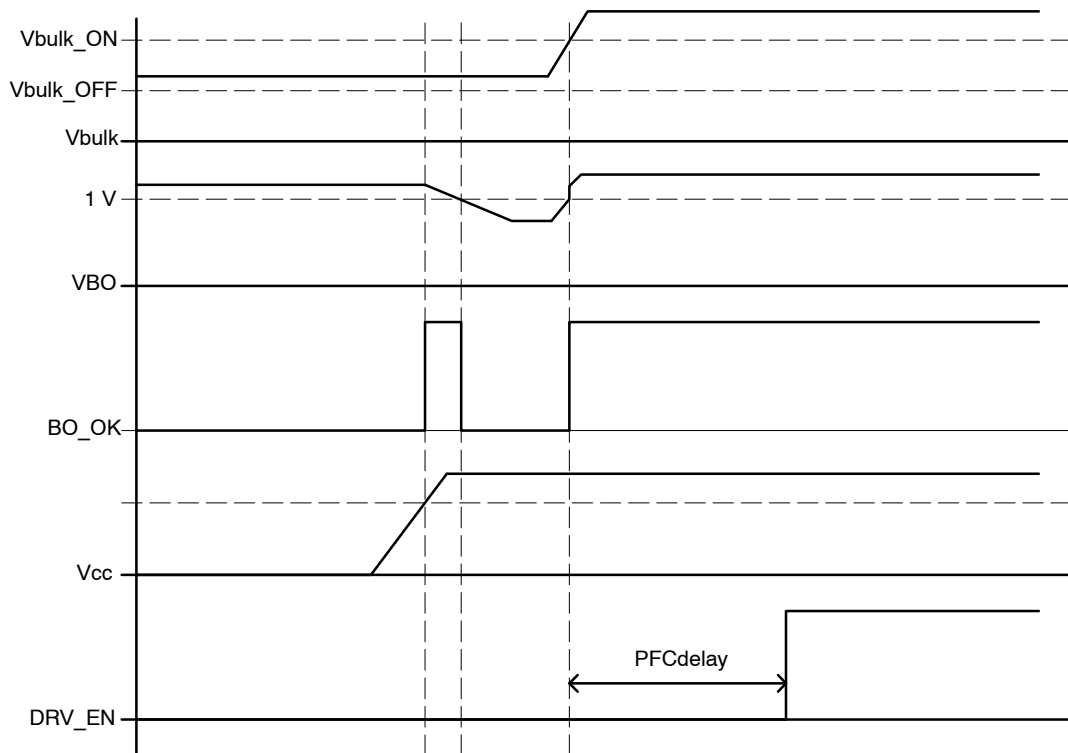 Vbulk_ON
Vbulk_OFF
Vbulk
1 V
VBO
BO_OK
Vcc
PFCdelay
DRV_EN